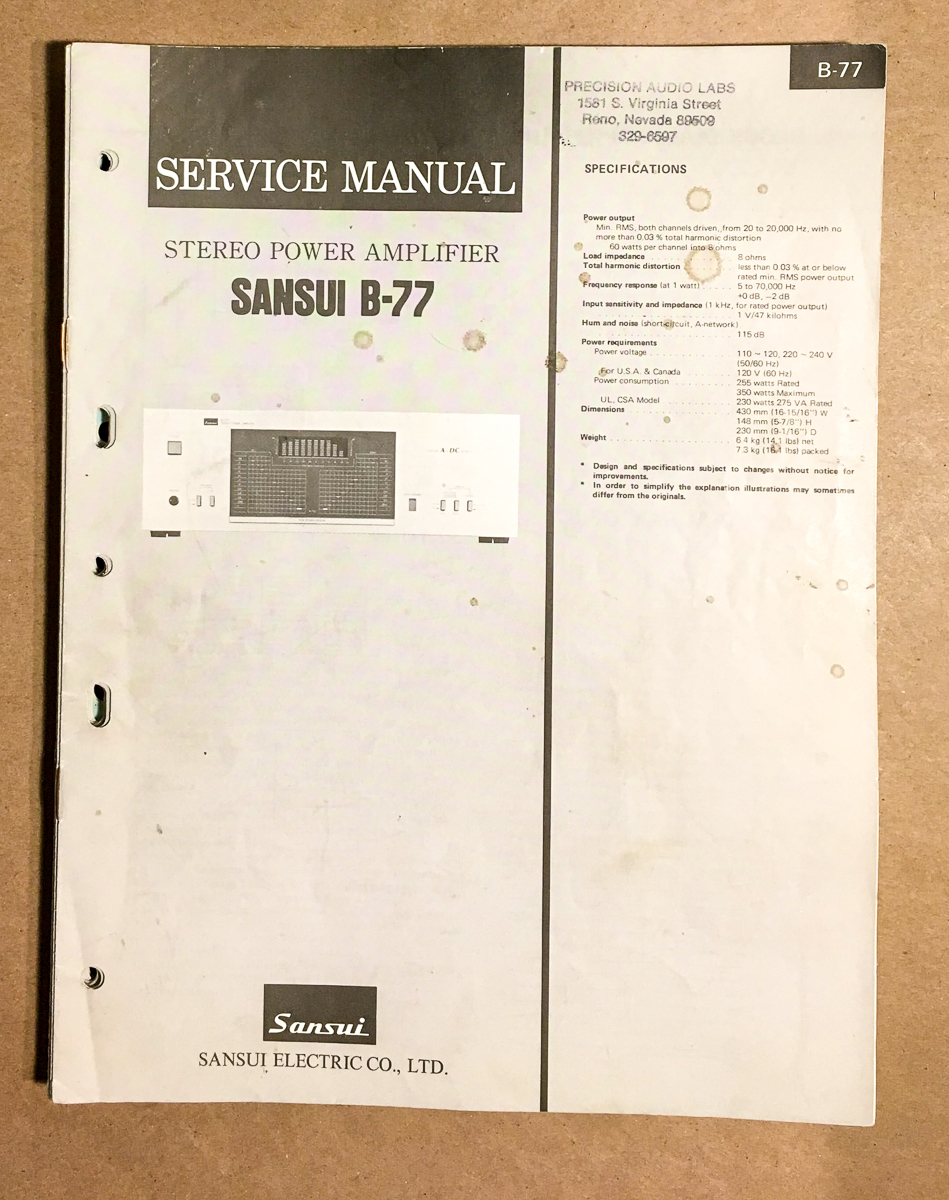 SERVICE MANUAL
STEREO POWER AMPLIFIER
SANSUI B-77
A DC
Sansui
SANSUI ELECTRIC CO., LTD.
B-77
PRECISION AUDIO LABS
1581 S. Virginia Street
Reno, Nevada 89509
329-6597
SPECIFICATIONS
Power output
Min. RMS, both channels driven, from 20 to 20,000 Hz, with no
more than 0.03 % total harmonic distortion
60 watts per channel into 8 ohms
Load impedance . . . . . . . . . . . . . 8 ohms
Total harmonic distortion . . . . . . less than 0.03 % at or below
rated min. RMS power output
Frequency response (at 1 watt) . . . . . . 5 to 70,000 Hz
+0 dB, −2 dB
Input sensitivity and impedance (1 kHz, for rated power output)
. . . . . . . . . . . . . . . . . . . 1 V/47 kilohms
Hum and noise (short-circuit, A-network)
. . . . . . . . . . . . . . . . . . . 115 dB
Power requirements
Power voltage . . . . . . . . . . . . 110 ~ 120, 220 ~ 240 V
(50/60 Hz)
For U.S.A. & Canada . . . . . . . . 120 V (60 Hz)
Power consumption . . . . . . . . . 255 watts Rated
350 watts Maximum
UL, CSA Model . . . . . . . . . . 230 watts 275 VA Rated
Dimensions . . . . . . . . . . . . . . . 430 mm (16-15/16") W
148 mm (5-7/8") H
230 mm (9-1/16") D
Weight . . . . . . . . . . . . . . . . . 6.4 kg (14.1 lbs) net
7.3 kg (16.1 lbs) packed
* Design and specifications subject to changes without notice for
improvements.
* In order to simplify the explanation illustrations may sometimes
differ from the originals.